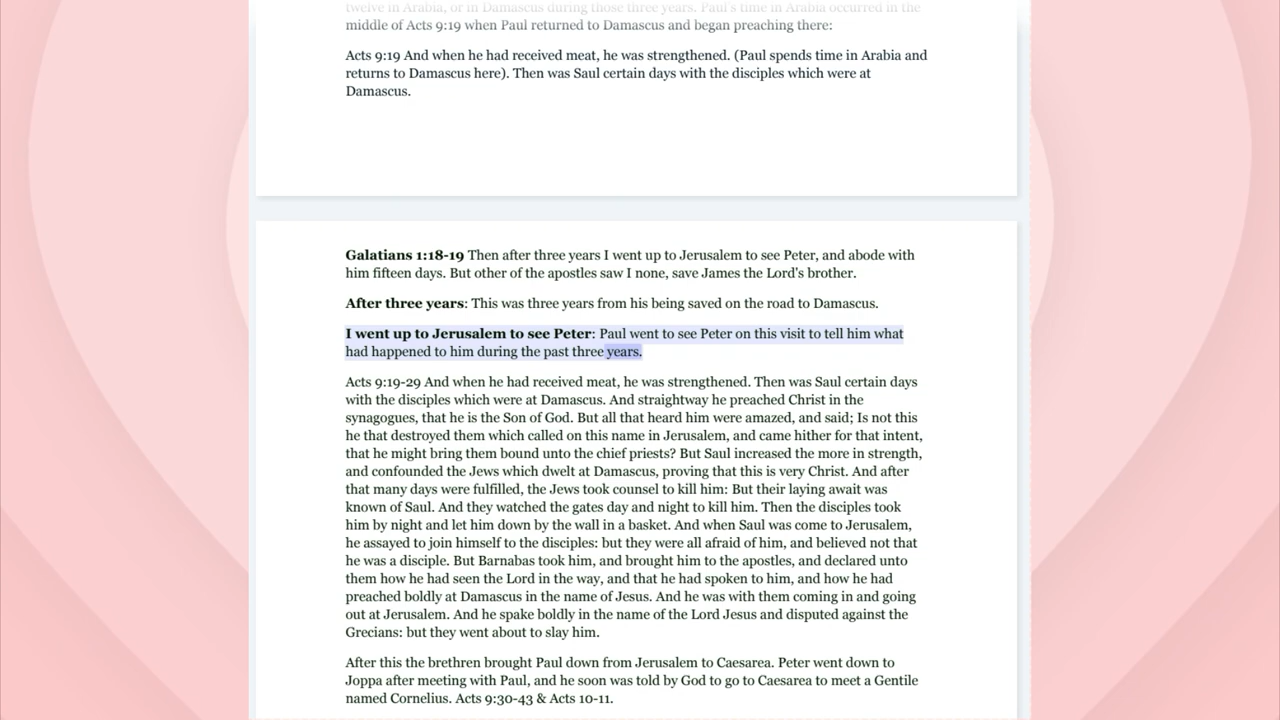 twelve in Arabia, or in Damascus during those three years. Paul's time in Arabia occurred in the
middle of Acts 9:19 when Paul returned to Damascus and began preaching there:
Acts 9:19 And when he had received meat, he was strengthened. (Paul spends time in Arabia and
returns to Damascus here). Then was Saul certain days with the disciples which were at
Damascus.
Galatians 1:18-19 Then after three years I went up to Jerusalem to see Peter, and abode with
him fifteen days. But other of the apostles saw I none, save James the Lord's brother.
After three years: This was three years from his being saved on the road to Damascus.
I went up to Jerusalem to see Peter: Paul went to see Peter on this visit to tell him what
had happened to him during the past three years.
Acts 9:19-29 And when he had received meat, he was strengthened. Then was Saul certain days
with the disciples which were at Damascus. And straightway he preached Christ in the
synagogues, that he is the Son of God. But all that heard him were amazed, and said; Is not this
he that destroyed them which called on this name in Jerusalem, and came hither for that intent,
that he might bring them bound unto the chief priests? But Saul increased the more in strength,
and confounded the Jews which dwelt at Damascus, proving that this is very Christ. And after
that many days were fulfilled, the Jews took counsel to kill him: But their laying await was
known of Saul. And they watched the gates day and night to kill him. Then the disciples took
him by night and let him down by the wall in a basket. And when Saul was come to Jerusalem,
he assayed to join himself to the disciples: but they were all afraid of him, and believed not that
he was a disciple. But Barnabas took him, and brought him to the apostles, and declared unto
them how he had seen the Lord in the way, and that he had spoken to him, and how he had
preached boldly at Damascus in the name of Jesus. And he was with them coming in and going
out at Jerusalem. And he spake boldly in the name of the Lord Jesus and disputed against the
Grecians: but they went about to slay him.
After this the brethren brought Paul down from Jerusalem to Caesarea. Peter went down to
Joppa after meeting with Paul, and he soon was told by God to go to Caesarea to meet a Gentile
named Cornelius. Acts 9:30-43 & Acts 10-11.